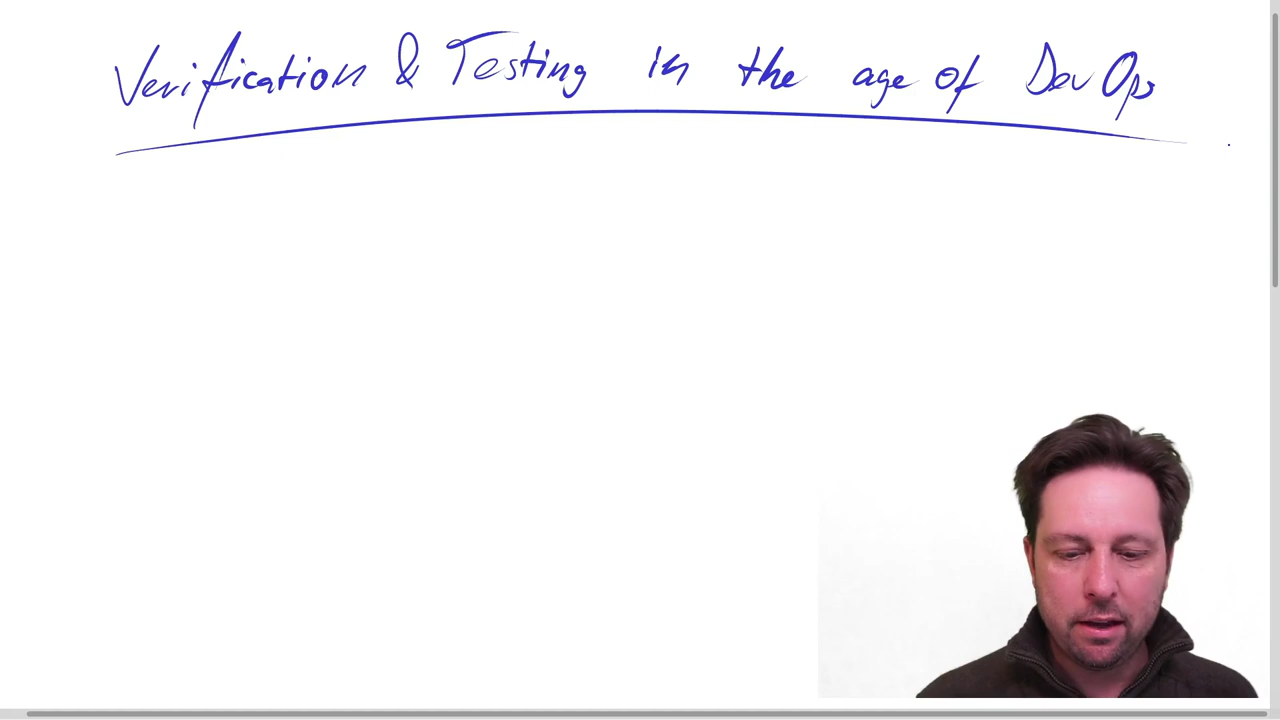 Verification & Testing in the age of DevOps